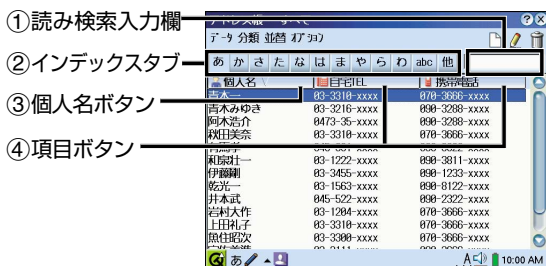 ①読み検索入力欄
②インデックスタブ
③個人名ボタン
④項目ボタン
データ 分類 並替 オプション
あ か さ た な は ま や ら わ abc 他
個人名 自宅TEL 携帯電話
青木一 03-3310-xxxx 070-3666-xxxx
青木みゆき 03-3216-xxxx 090-3288-xxxx
阿木浩介 0473-35-xxxx 090-3288-xxxx
秋田美奈 03-3310-xxxx 070-3666-xxxx
和泉壮一 03-1222-xxxx 090-3811-xxxx
伊藤剛 03-3455-xxxx 090-1233-xxxx
乾光一 03-1563-xxxx 090-8122-xxxx
井本武 045-522-xxxx 090-2322-xxxx
岩村大作 03-1204-xxxx 070-3666-xxxx
上田礼子 03-3310-xxxx 070-3666-xxxx
魚住昭次 03-3300-xxxx 070-3666-xxxx
あ 10:00 AM